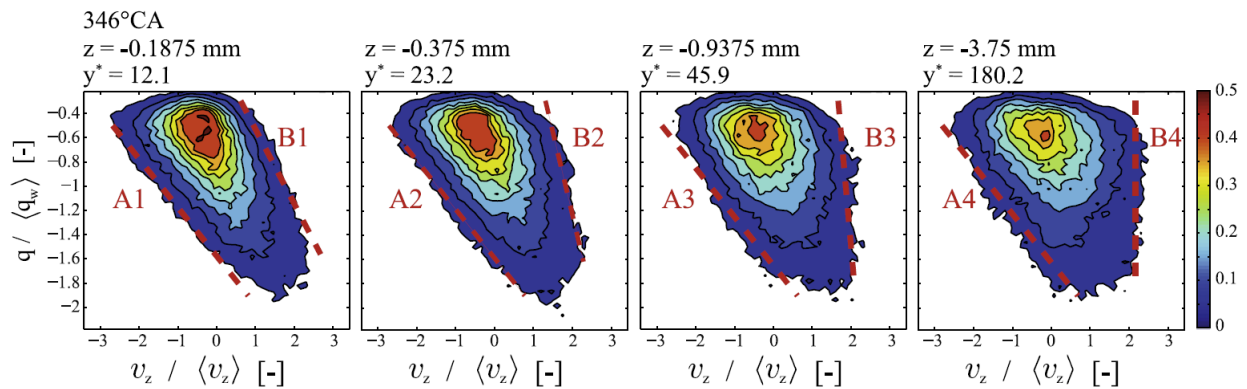 346°CA
z = -0.1875 mm
y* = 12.1
z = -0.375 mm
y* = 23.2
z = -0.9375 mm
y* = 45.9
z = -3.75 mm
y* = 180.2
q / ⟨q_w⟩ [-]
−0.4
−0.6
−0.8
−1
−1.2
−1.4
−1.6
−1.8
−2
A1
B1
A2
B2
A3
B3
A4
B4
0.5
0.4
0.3
0.2
0.1
0
−3 −2 −1 0 1 2 3
−3 −2 −1 0 1 2 3
−3 −2 −1 0 1 2 3
−3 −2 −1 0 1 2 3
v_z / ⟨v_z⟩ [-]
v_z / ⟨v_z⟩ [-]
v_z / ⟨v_z⟩ [-]
v_z / ⟨v_z⟩ [-]